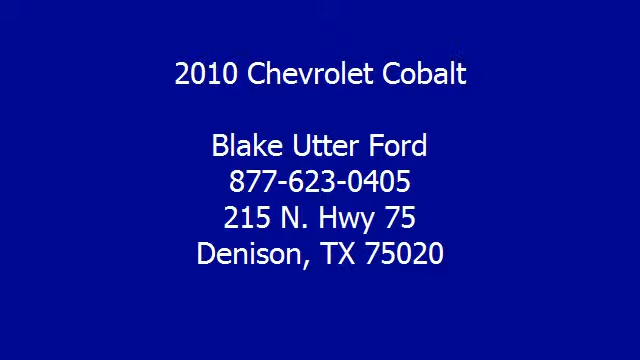 2010 Chevrolet Cobalt
Blake Utter Ford
877-623-0405
215 N. Hwy 75
Denison, TX 75020